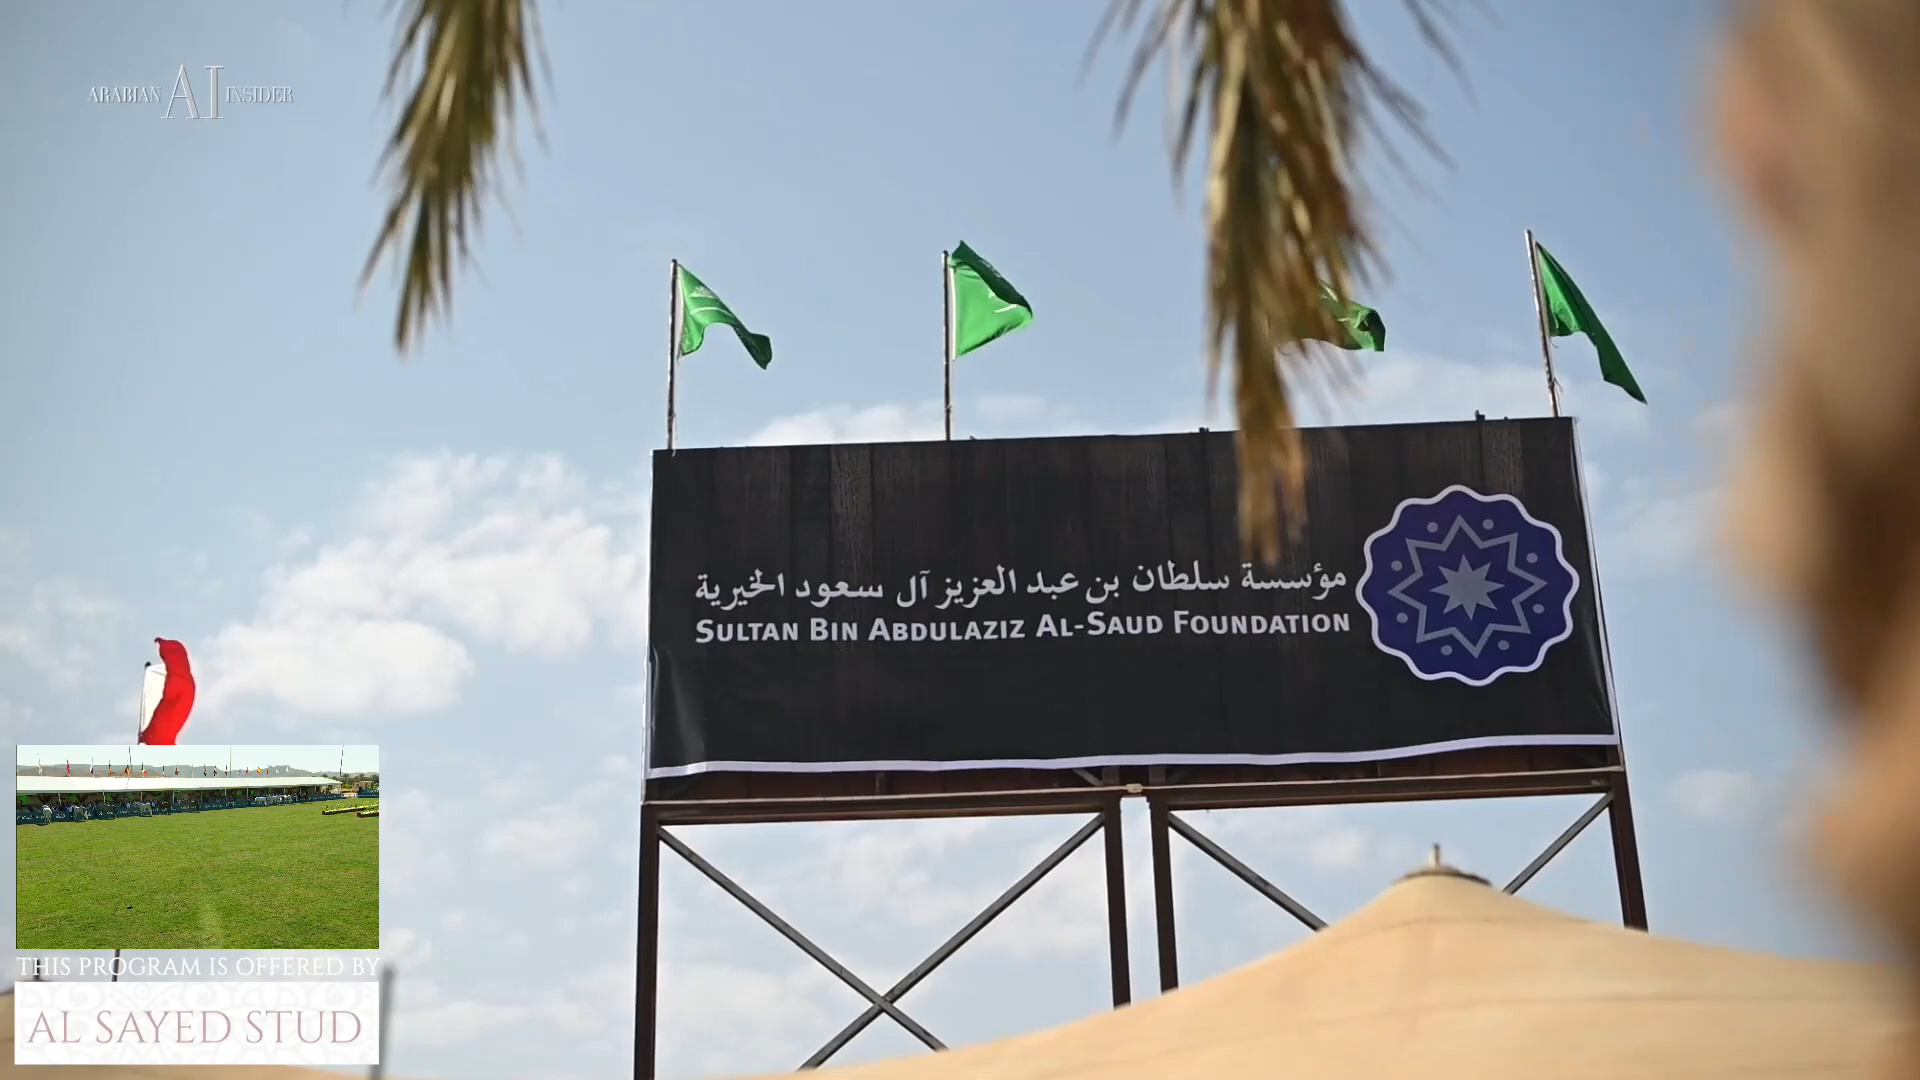 ARABIAN AI INSIDER
مؤسسة سلطان بن عبد العزيز آل سعود الخيرية
SULTAN BIN ABDULAZIZ AL-SAUD FOUNDATION
THIS PROGRAM IS OFFERED BY
AL SAYED STUD